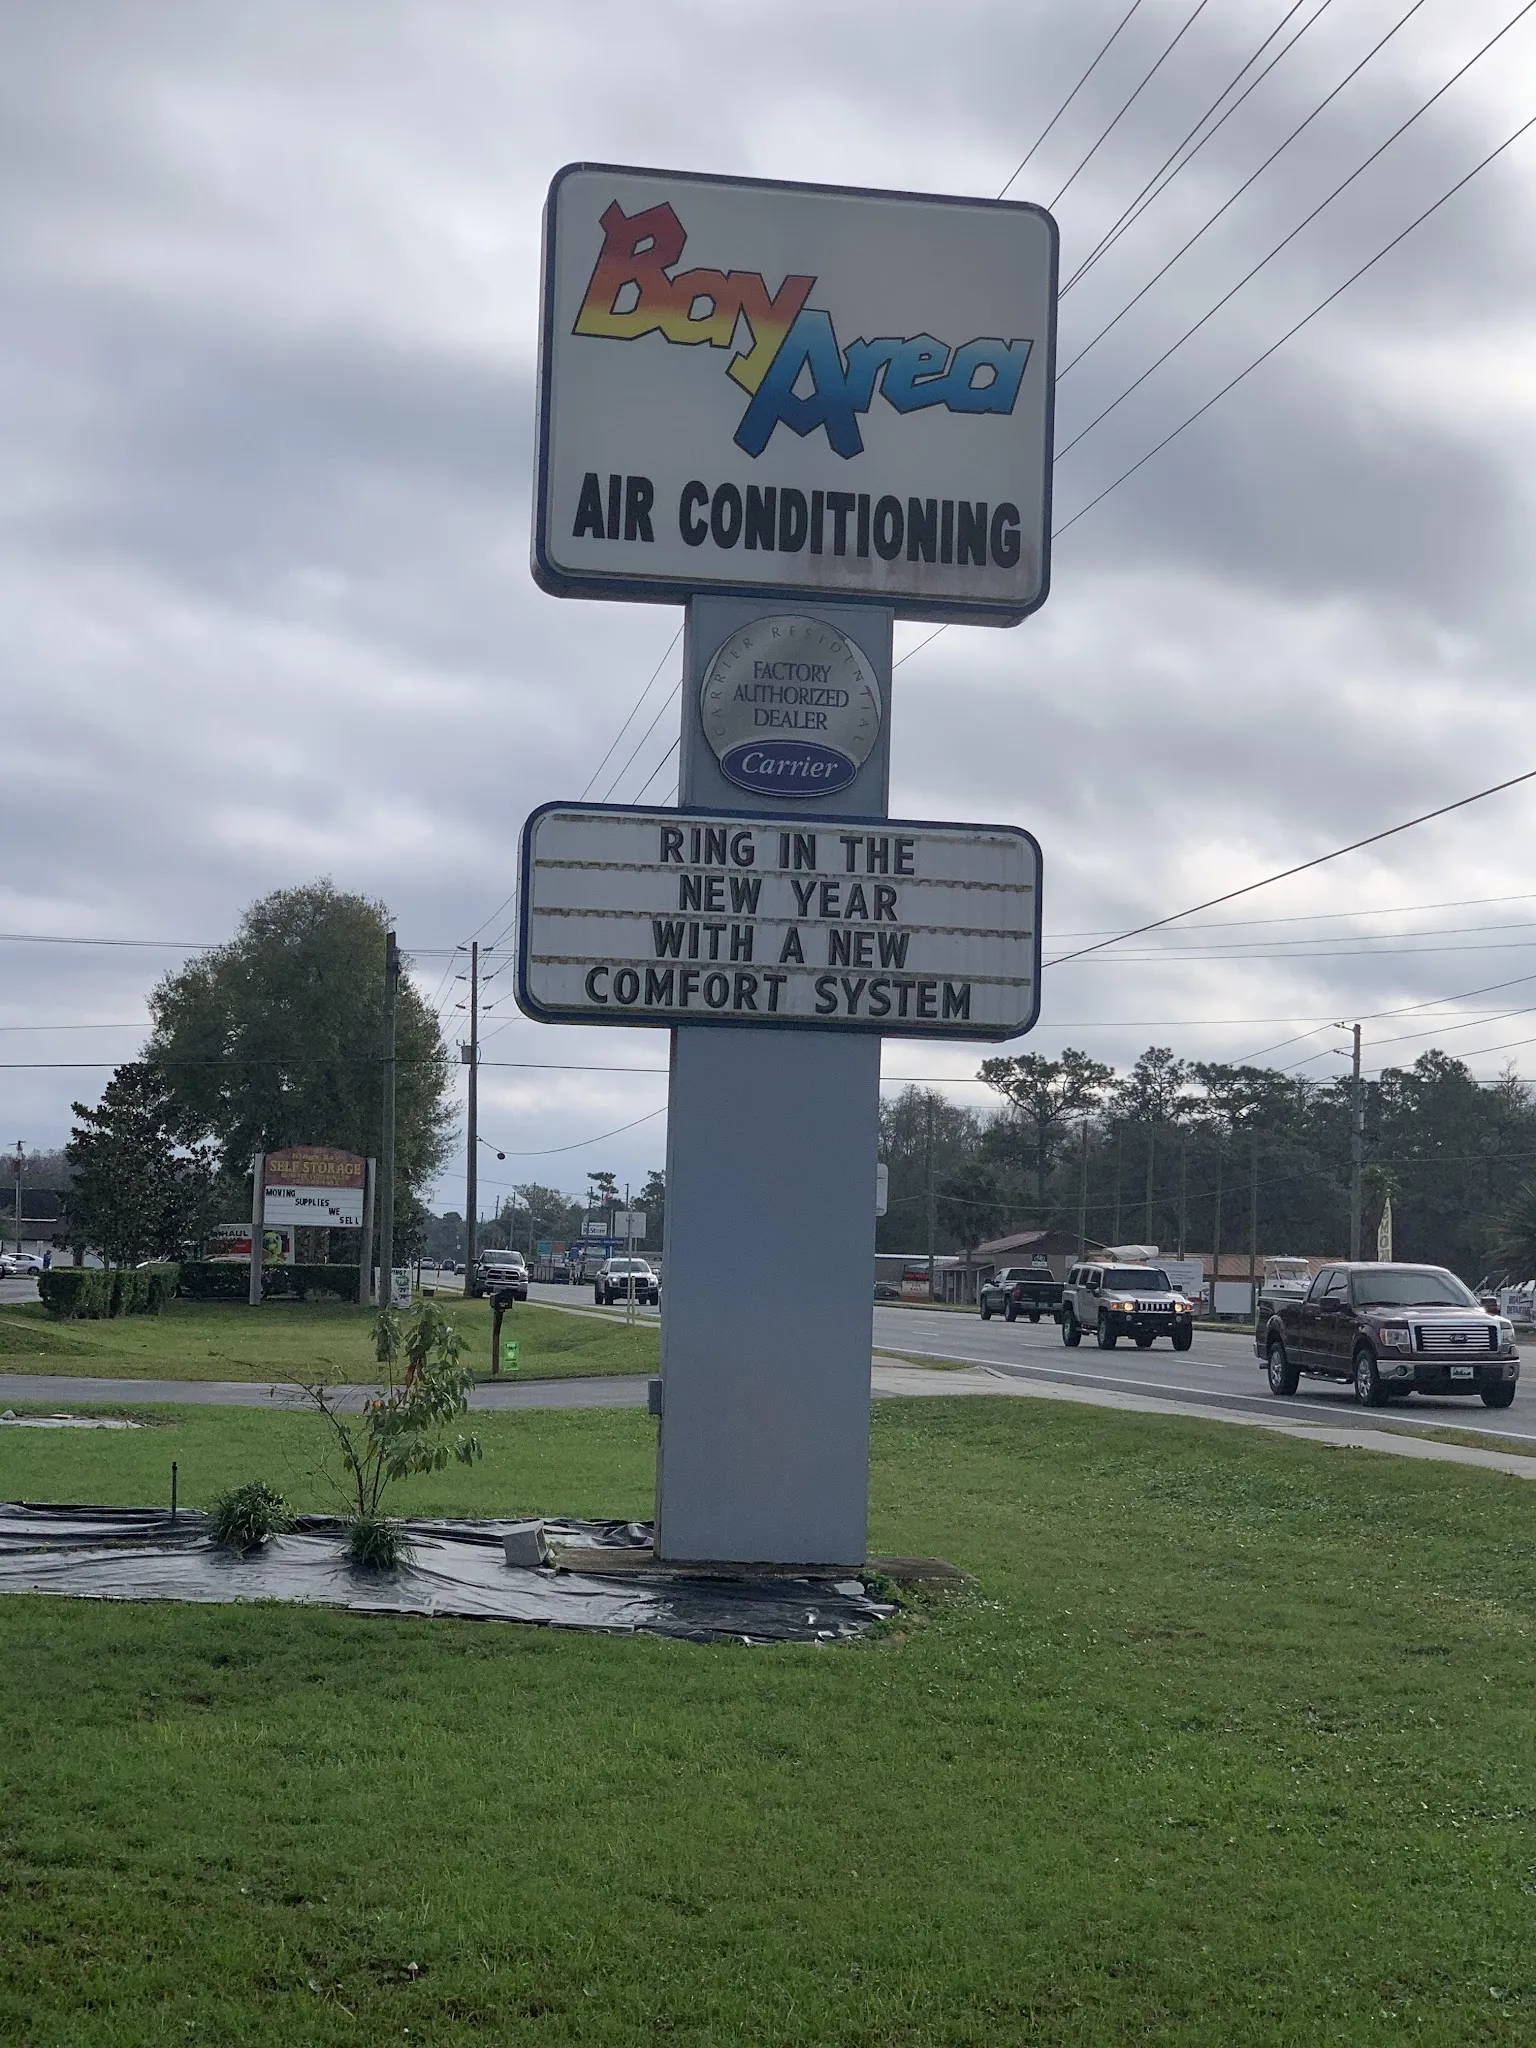 Bay Area
AIR CONDITIONING
CARRIER RESIDENTIAL
FACTORY
AUTHORIZED
DEALER
Carrier
RING IN THE
NEW YEAR
WITH A NEW
COMFORT SYSTEM
SELF STORAGE
MOVING
SUPPLIES
WE
SELL